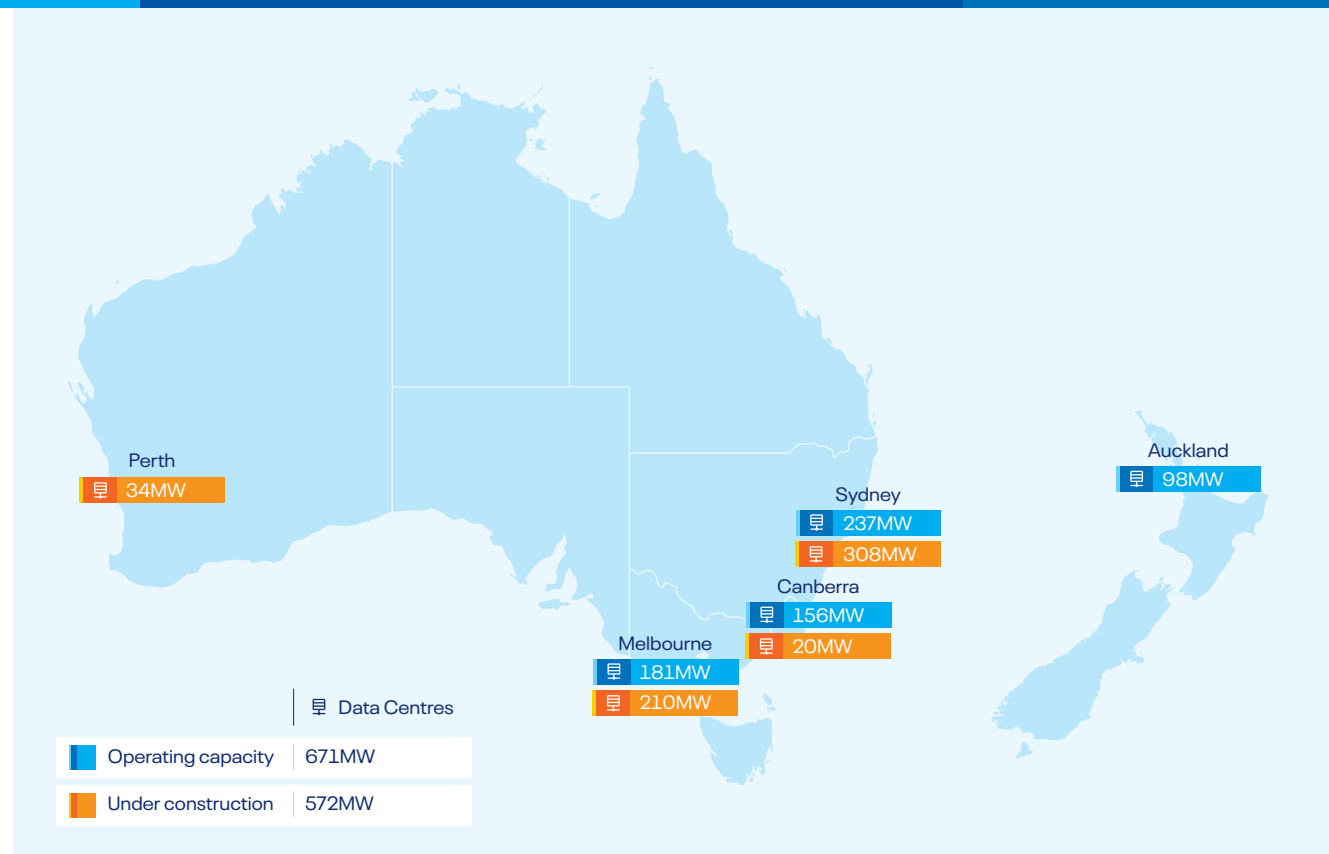 Perth
34MW
Auckland
98MW
Sydney
237MW
308MW
Canberra
156MW
20MW
Melbourne
181MW
210MW
Data Centres
Operating capacity 671MW
Under construction 572MW